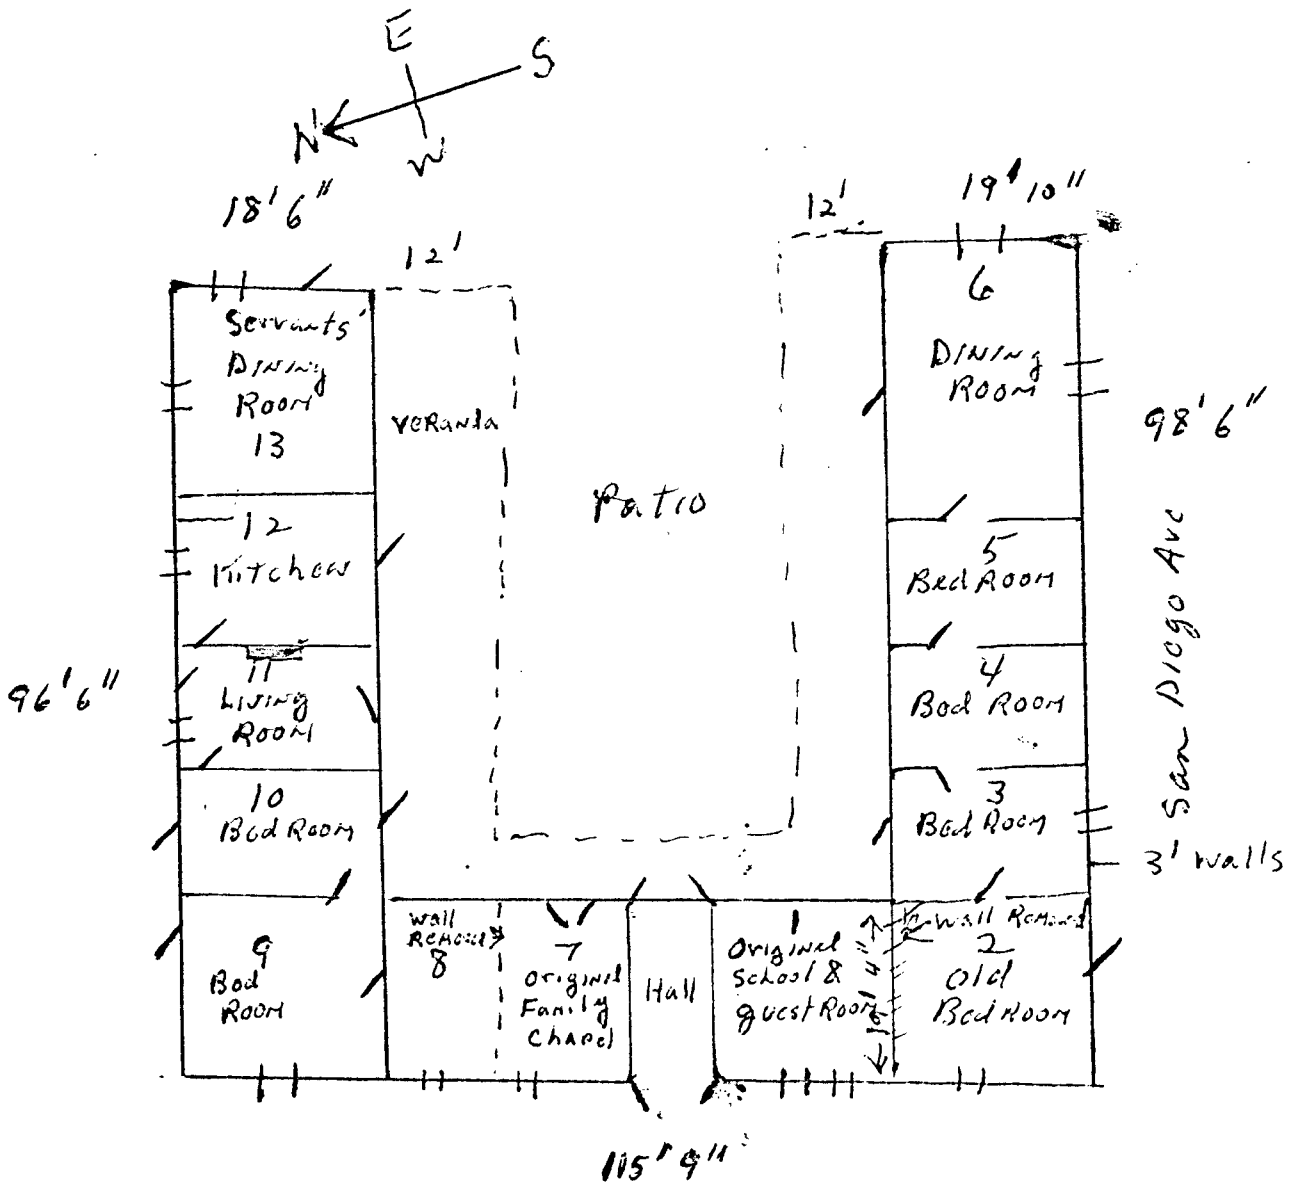 E
S
N
W
18' 6"
12'
12'
19' 10"
Servants'
Dining
Room
13
Veranda
Patio
6
Dining
Room
98' 6"
San Diego Ave
3' walls
12
Kitchen
5
Bed Room
11
Living
Room
4
Bed Room
96' 6"
10
Bed Room
3
Bed Room
9
Bed
Room
Wall
Removed
8
7
Original
Family
Chapel
Hall
1
Original
School &
guest Room
19' 4"
Wall Removed
2
Old
Bed Room
115' 9"